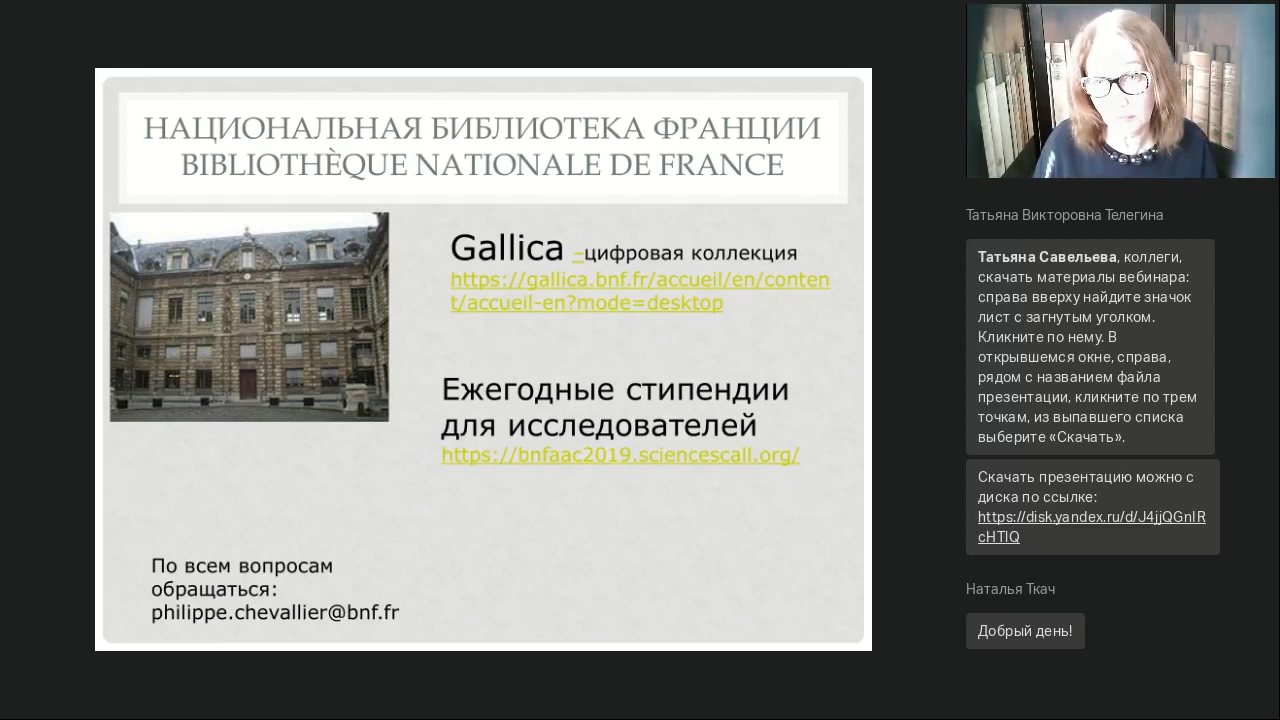 НАЦИОНАЛЬНАЯ БИБЛИОТЕКА ФРАНЦИИ
BIBLIOTHÈQUE NATIONALE DE FRANCE
Gallica –цифровая коллекция
https://gallica.bnf.fr/accueil/en/conten
t/accueil-en?mode=desktop
Ежегодные стипендии
для исследователей
https://bnfaac2019.sciencescall.org/
По всем вопросам
обращаться:
philippe.chevallier@bnf.fr
Татьяна Викторовна Телегина
Татьяна Савельева, коллеги,
скачать материалы вебинара:
справа вверху найдите значок
лист с загнутым уголком.
Кликните по нему. В
открывшемся окне, справа,
рядом с названием файла
презентации, кликните по трем
точкам, из выпавшего списка
выберите «Скачать».
Скачать презентацию можно с
диска по ссылке:
https://disk.yandex.ru/d/J4jjQGnIR
cHTIQ
Наталья Ткач
Добрый день!